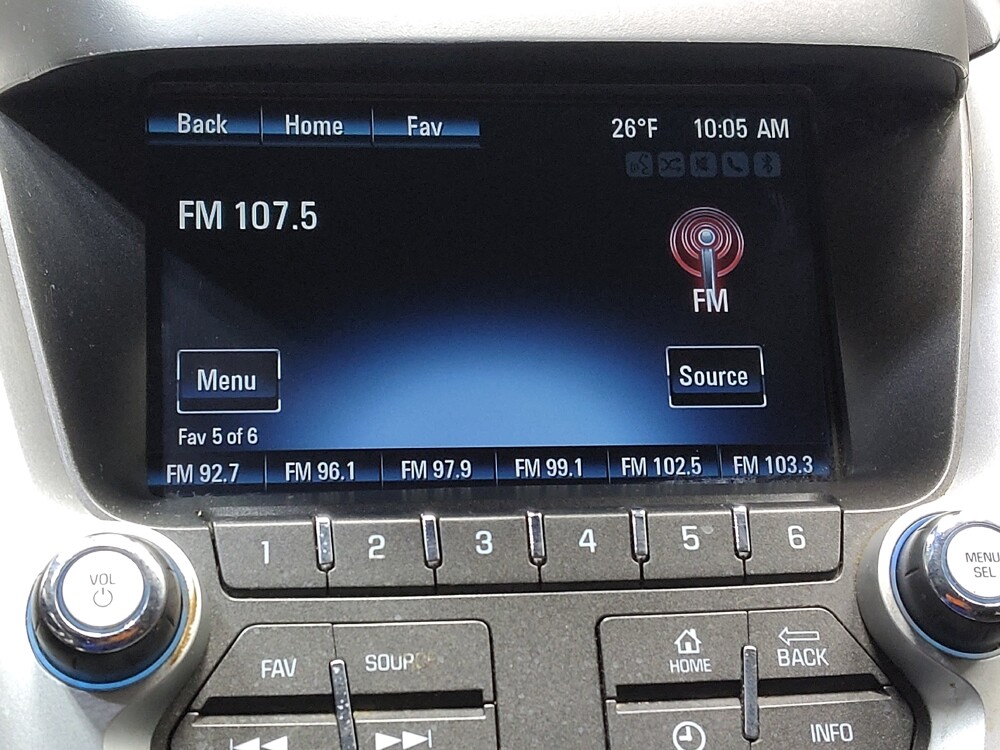 Back Home Fav 26°F 10:05 AM
FM 107.5
FM
Menu Source
Fav 5 of 6
FM 92.7 FM 96.1 FM 97.9 FM 99.1 FM 102.5 FM 103.3
1 2 3 4 5 6
VOL
MENU
SEL
FAV
HOME
BACK
INFO